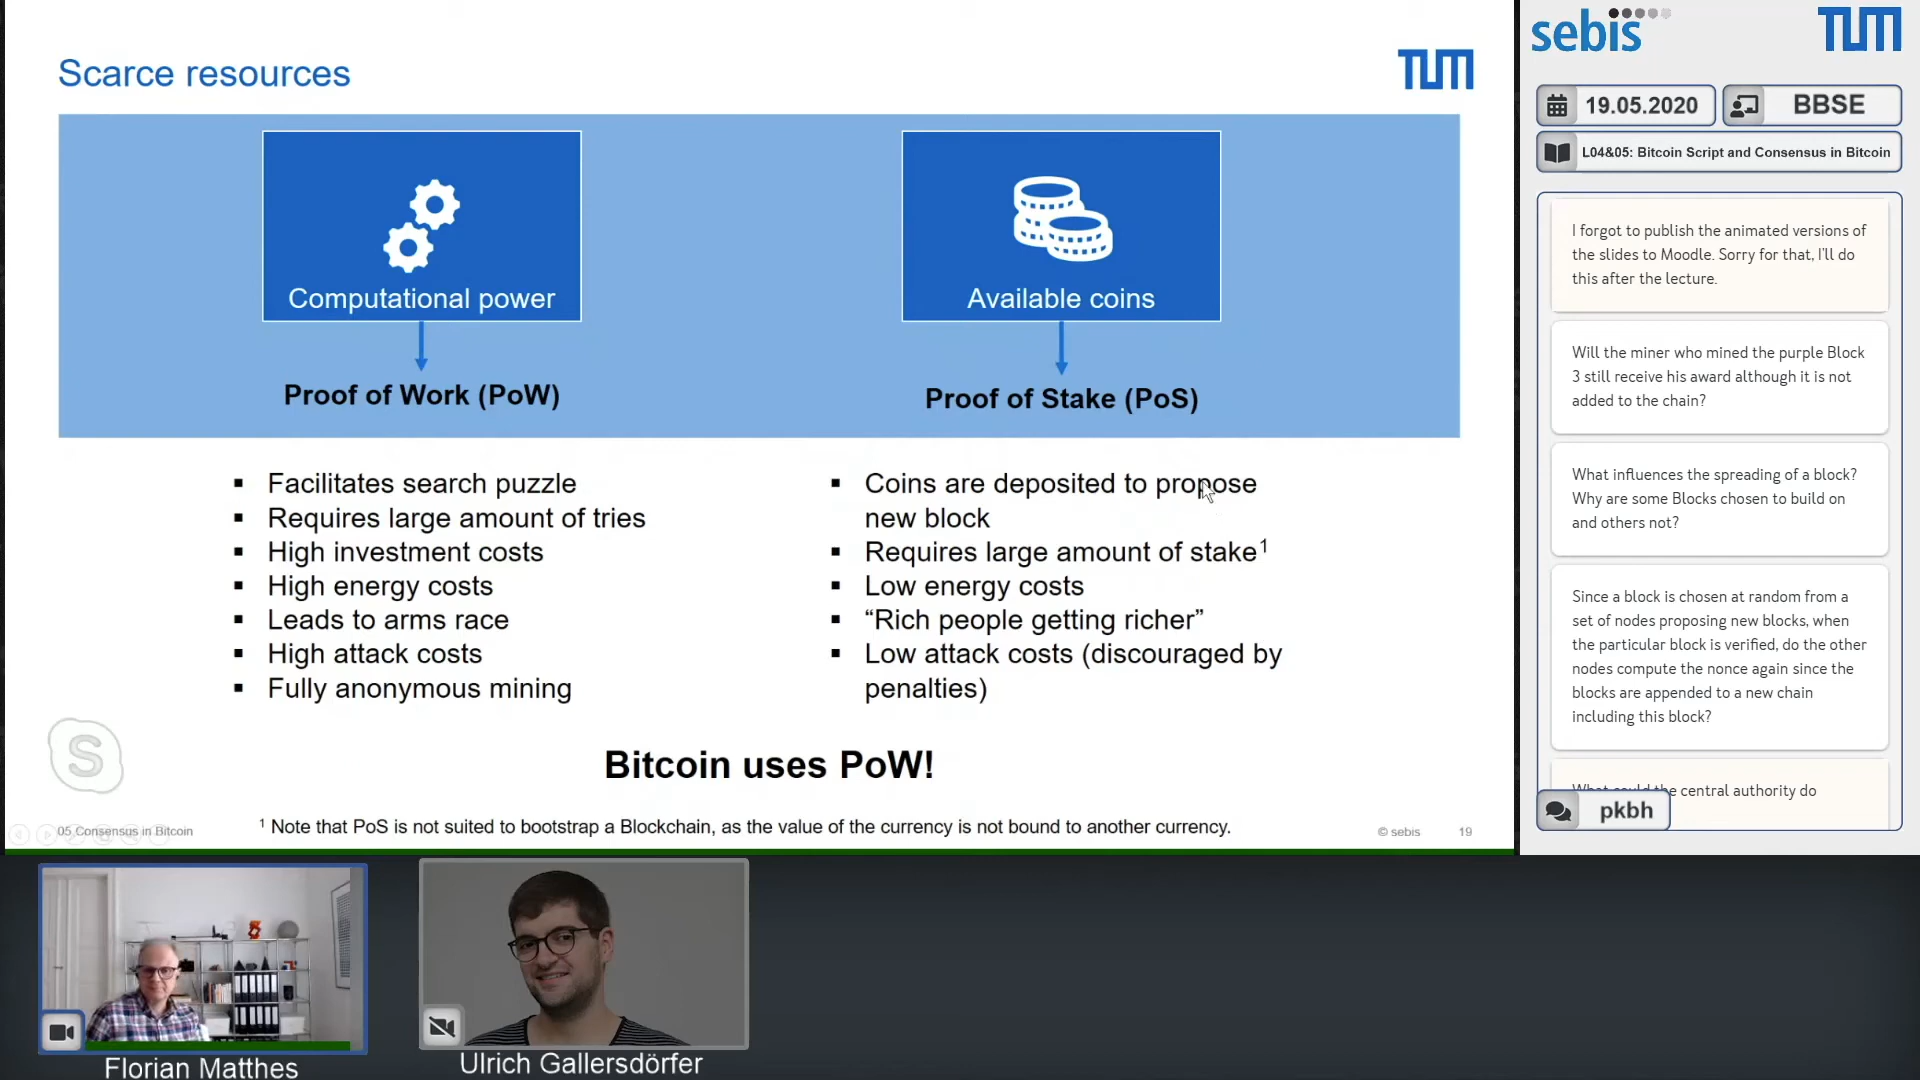 Scarce resources
TUM
Computational power
Available coins
Proof of Work (PoW)
Proof of Stake (PoS)
▪ Facilitates search puzzle
▪ Requires large amount of tries
▪ High investment costs
▪ High energy costs
▪ Leads to arms race
▪ High attack costs
▪ Fully anonymous mining
▪ Coins are deposited to propose
new block
▪ Requires large amount of stake¹
▪ Low energy costs
▪ “Rich people getting richer”
▪ Low attack costs (discouraged by
penalties)
S
Bitcoin uses PoW!
¹ Note that PoS is not suited to bootstrap a Blockchain, as the value of the currency is not bound to another currency.
05 Consensus in Bitcoin
© sebis
19
sebis
TUM
19.05.2020
BBSE
L04&05: Bitcoin Script and Consensus in Bitcoin
I forgot to publish the animated versions of
the slides to Moodle. Sorry for that, I'll do
this after the lecture.
Will the miner who mined the purple Block
3 still receive his award although it is not
added to the chain?
What influences the spreading of a block?
Why are some Blocks chosen to build on
and others not?
Since a block is chosen at random from a
set of nodes proposing new blocks, when
the particular block is verified, do the other
nodes compute the nonce again since the
blocks are appended to a new chain
including this block?
What could the central authority do
pkbh
Florian Matthes
Ulrich Gallersdörfer